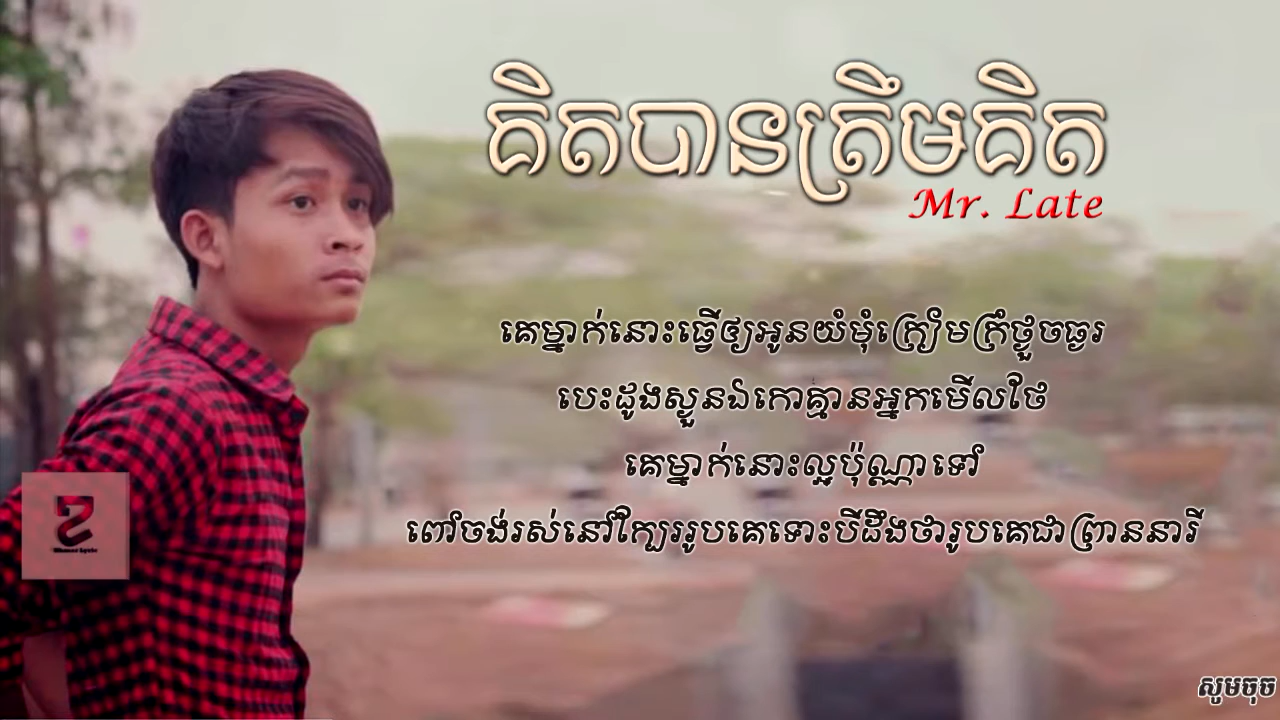 គិតបានត្រឹមគិត
Mr. Late
គេម្នាក់នោះធ្វើឲ្យអូនយំមុំក្រៀមក្រំថ្ងួចធ្ងរ
បេះដូងស្ងួនឯកោគ្មានអ្នកមើលថែ
គេម្នាក់នោះល្អប៉ុណ្ណាទៅ
ពៅចង់រស់នៅក្បែររូបគេទោះបីដឹងថារូបគេជាព្រាននារី
សូមចុច